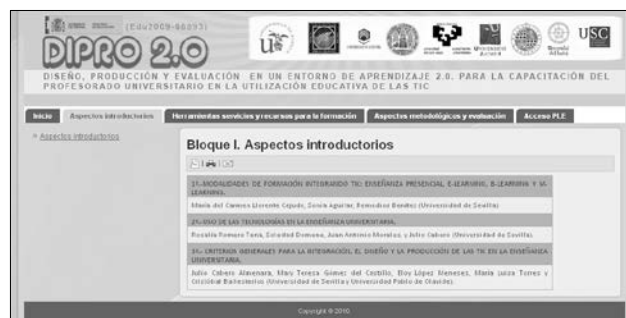 (Edu2009-08893)
DIPRO 2.0
us
USC
DISEÑO, PRODUCCIÓN Y EVALUACIÓN EN UN ENTORNO DE APRENDIZAJE 2.0. PARA LA CAPACITACIÓN DEL
PROFESORADO UNIVERSITARIO EN LA UTILIZACIÓN EDUCATIVA DE LAS TIC
Inicio Aspectos introductorios Herramientas servicios y recursos para la formación Aspectos metodológicos y evaluación Acceso PLE
Aspectos introductorios
Bloque I. Aspectos introductorios
MODALIDADES DE FORMACIÓN INTEGRANDO TIC: ENSEÑANZA PRESENCIAL, E-LEARNING, B-LEARNING Y M-
LEARNING.
María del Carmen Llorente Cejudo, Sonia Aguilar, Remedios Benítez (Universidad de Sevilla)
USO DE LAS TECNOLOGÍAS EN LA ENSEÑANZA UNIVERSITARIA.
Rosalía Romero Tena, Soledad Domene, Juan Antonio Morales, y Julio Cabero (Universidad de Sevilla).
CRITERIOS GENERALES PARA LA INTEGRACIÓN, EL DISEÑO Y LA PRODUCCIÓN DE LAS TIC EN LA ENSEÑANZA
UNIVERSITARIA.
Julio Cabero Almenara, Mary Teresa Gómez del Castillo, Eloy López Meneses, María Luisa Torres y
Cristóbal Ballesteros (Universidad de Sevilla y Universidad Pablo de Olavide).
Copyright © 2010